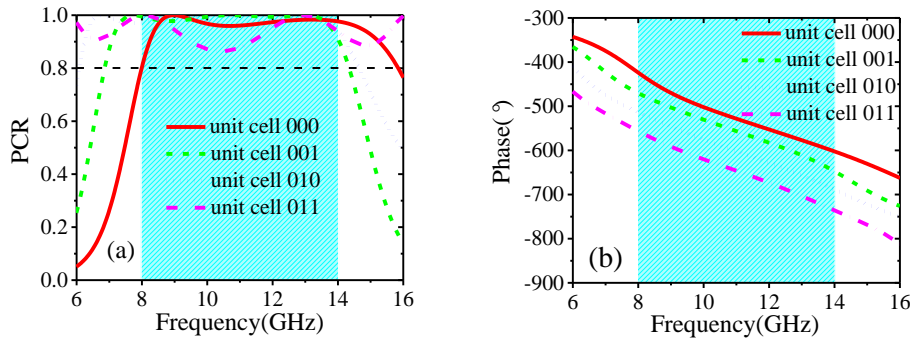 1.0
0.8
0.6
0.4
0.2
0.0
PCR
unit cell 000
unit cell 001
unit cell 010
unit cell 011
(a)
6 8 10 12 14 16
Frequency(GHz)
-300
-400
-500
-600
-700
-800
-900
Phase(°)
unit cell 000
unit cell 001
unit cell 010
unit cell 011
(b)
6 8 10 12 14 16
Frequency(GHz)